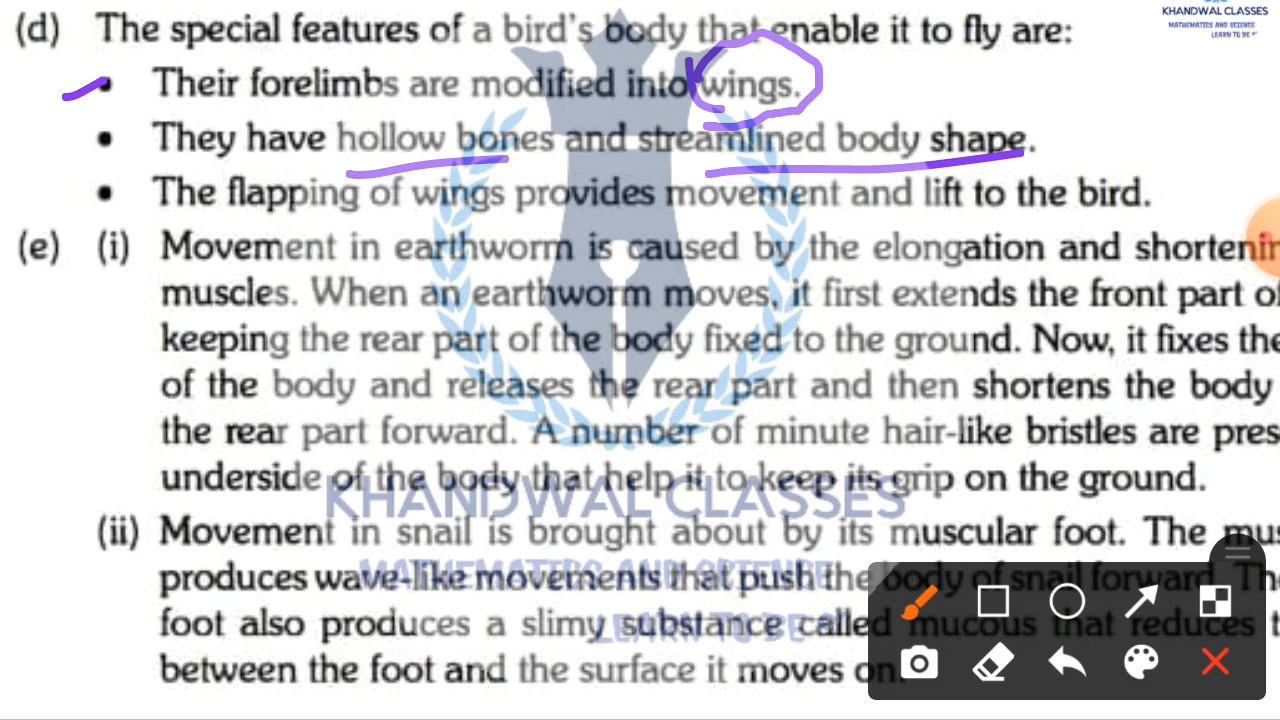 KHANDWAL CLASSES
MATHEMATICS AND SCIENCE
LEARN TO BE
(d) The special features of a bird's body that enable it to fly are:
• Their forelimbs are modified into wings.
• They have hollow bones and streamlined body shape.
• The flapping of wings provides movement and lift to the bird.
(e) (i) Movement in earthworm is caused by the elongation and shortenin
muscles. When an earthworm moves, it first extends the front part of
keeping the rear part of the body fixed to the ground. Now, it fixes the
of the body and releases the rear part and then shortens the body
the rear part forward. A number of minute hair-like bristles are pres
underside of the body that help it to keep its grip on the ground.
KHANDWAL CLASSES
(ii) Movement in snail is brought about by its muscular foot. The mus
MATHEMATICS AND SCIENCE
produces wave-like movements that push the body of snail forward. The
foot also produces a slimy substance called mucous that reduces t
LEARN TO BE
between the foot and the surface it moves on.